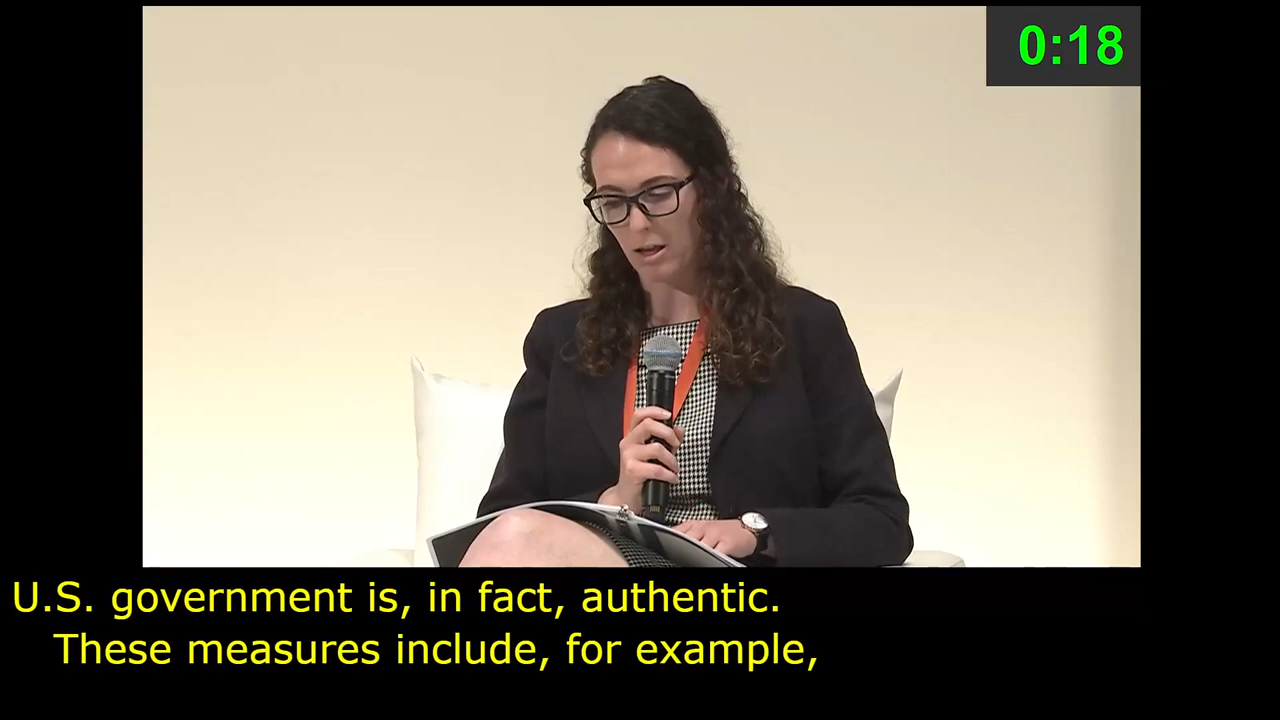 0:18
U.S. government is, in fact, authentic.
These measures include, for example,